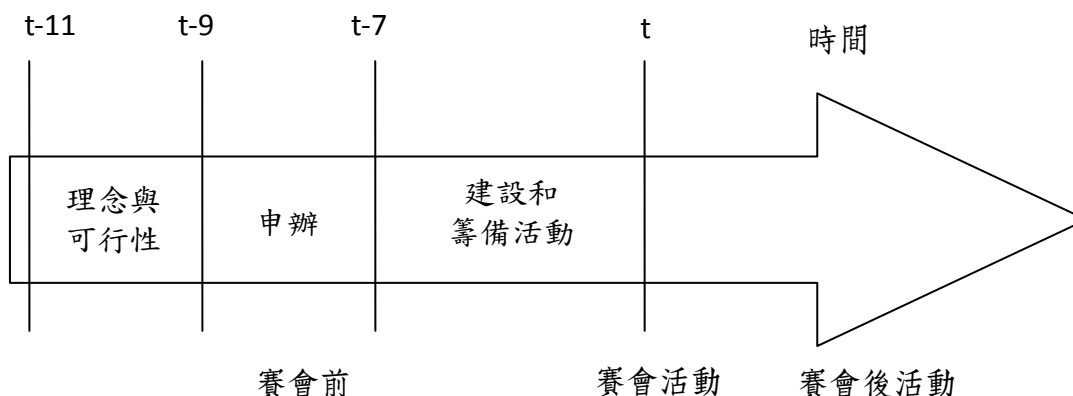 t-11
t-9
t-7
t
時間
理念與
可行性
申辦
建設和
籌備活動
賽會前
賽會活動
賽會後活動